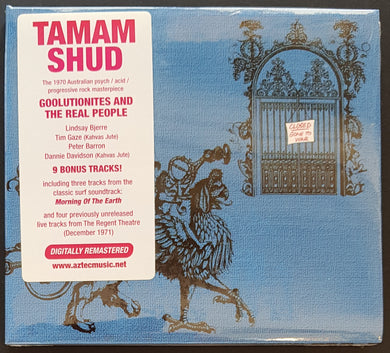 TAMAM
SHUD
The 1970 Australian psych / acid /
progressive rock masterpiece
GOOLUTIONITES AND
THE REAL PEOPLE
Lindsay Bjerre
Tim Gaze (Kahvas Jute)
Peter Barron
Dannie Davidson (Kahvas Jute)
9 BONUS TRACKS!
including three tracks from the
classic surf soundtrack:
Morning Of The Earth
and four previously unreleased
live tracks from The Regent Theatre
(December 1971)
DIGITALLY REMASTERED
www.aztecmusic.net
CLOSED
GONE TO